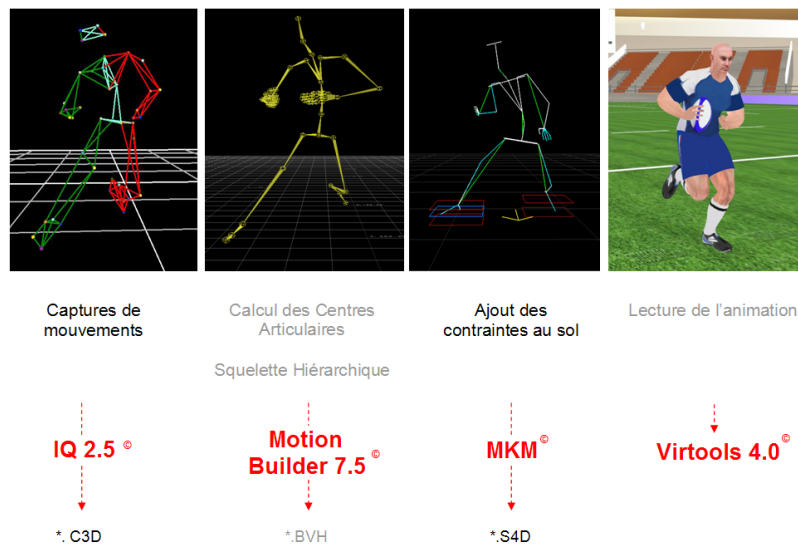 Captures de
mouvements
Calcul des Centres
Articulaires
Squelette Hiérarchique
Ajout des
contraintes au sol
Lecture de l'animation
IQ 2.5 ©
Motion
Builder 7.5 ©
MKM ©
Virtools 4.0 ©
*. C3D
*.BVH
*.S4D